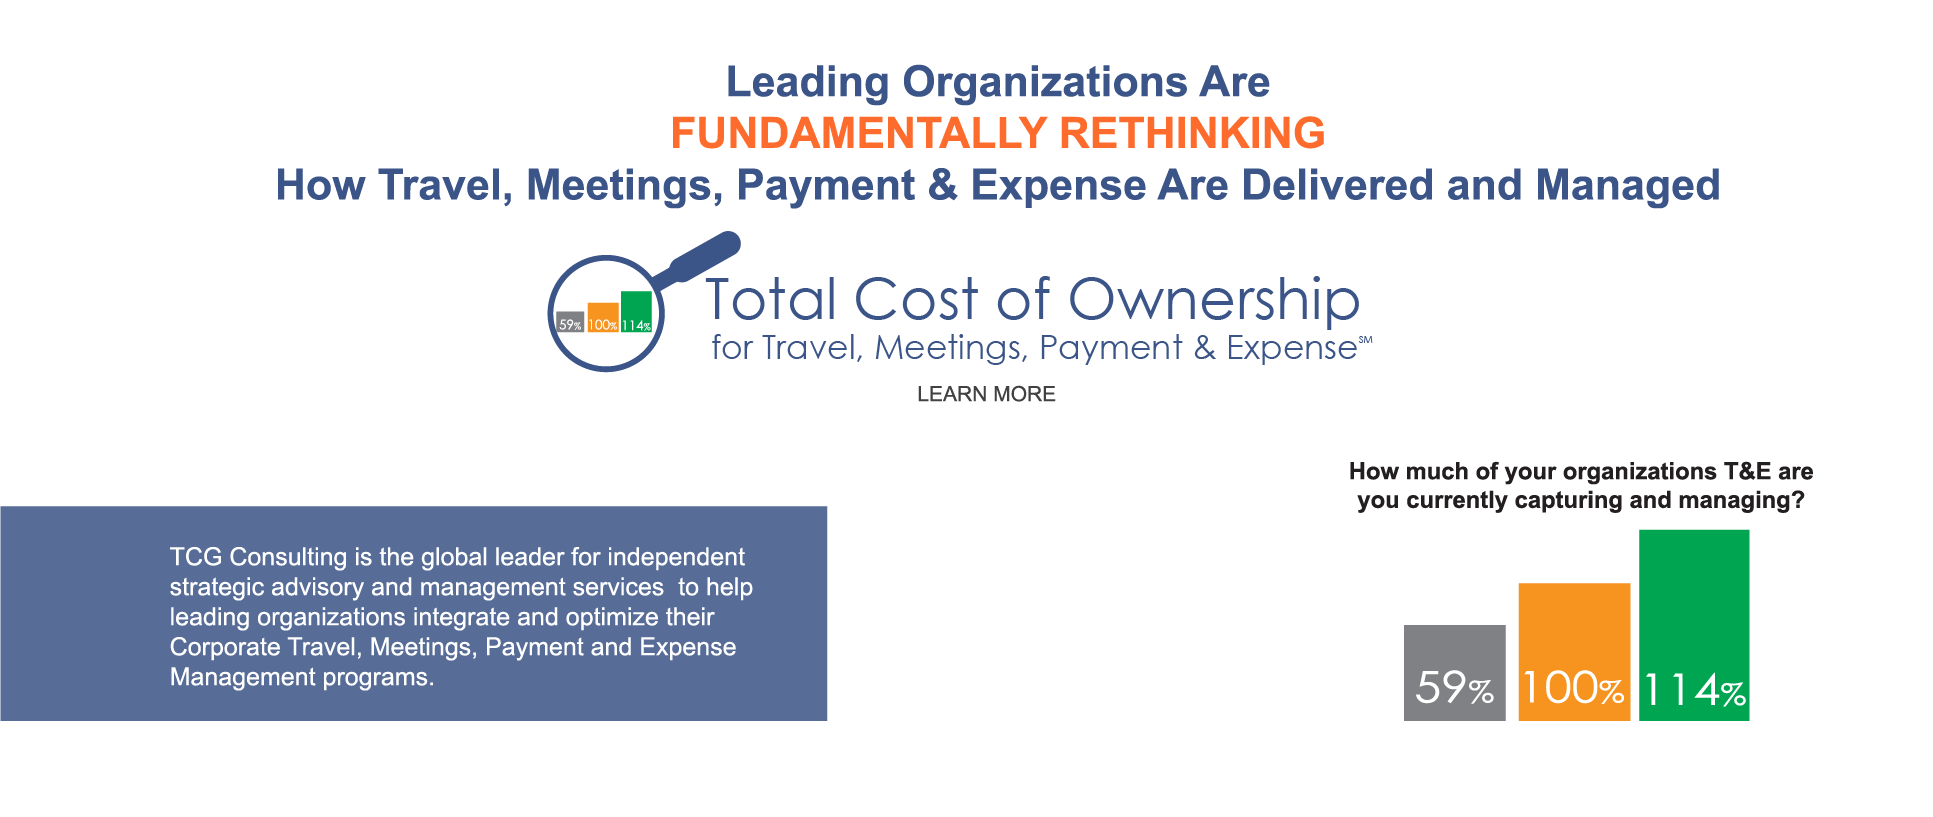 Leading Organizations Are
FUNDAMENTALLY RETHINKING
How Travel, Meetings, Payment & Expense Are Delivered and Managed
59% 100% 114%
Total Cost of Ownership
for Travel, Meetings, Payment & Expense℠
LEARN MORE
TCG Consulting is the global leader for independent
strategic advisory and management services  to help
leading organizations integrate and optimize their
Corporate Travel, Meetings, Payment and Expense
Management programs.
How much of your organizations T&E are
you currently capturing and managing?
59% 100% 114%